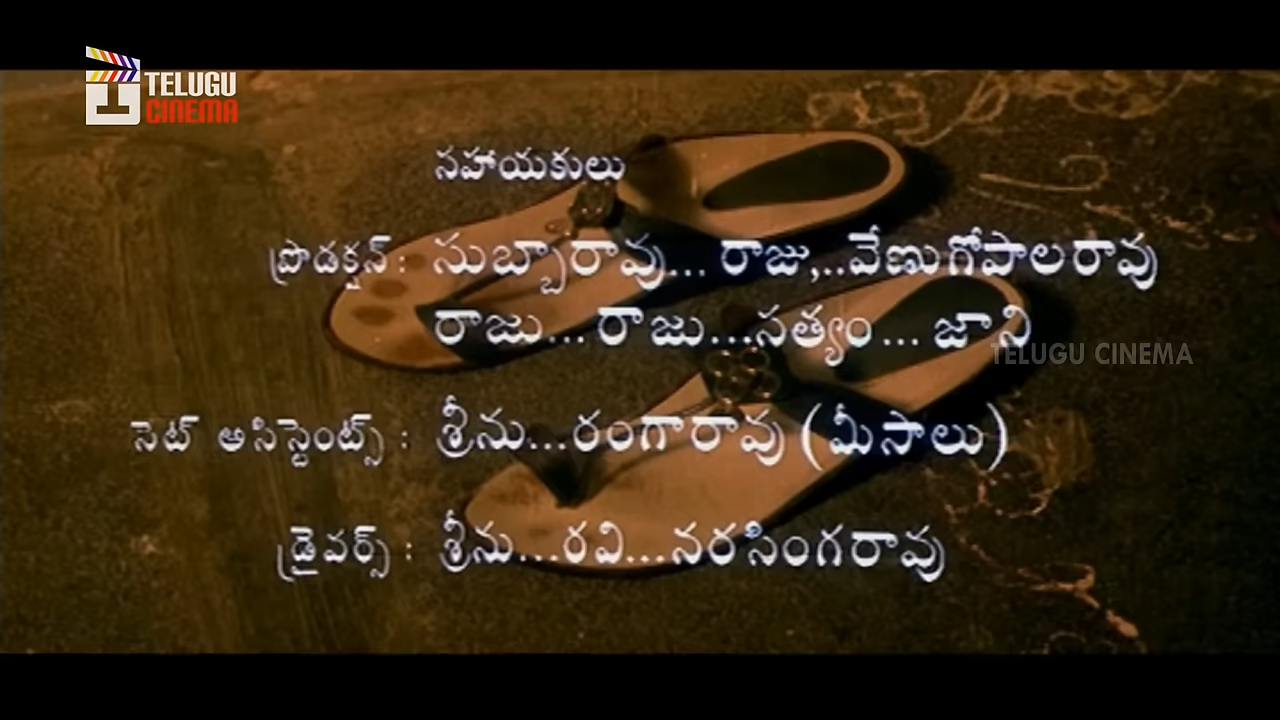 TELUGU
CINEMA
సహాయకులు
ప్రొడక్షన్ : సుబ్బారావు... రాజు,..వేణుగోపాలరావు
రాజు... రాజు...సత్యం... జాని
TELUGU CINEMA
సెట్ అసిస్టెంట్స్ : శ్రీను...రంగారావు (మీసాలు)
డ్రైవర్స్ : శ్రీను...రవి...నరసింగరావు